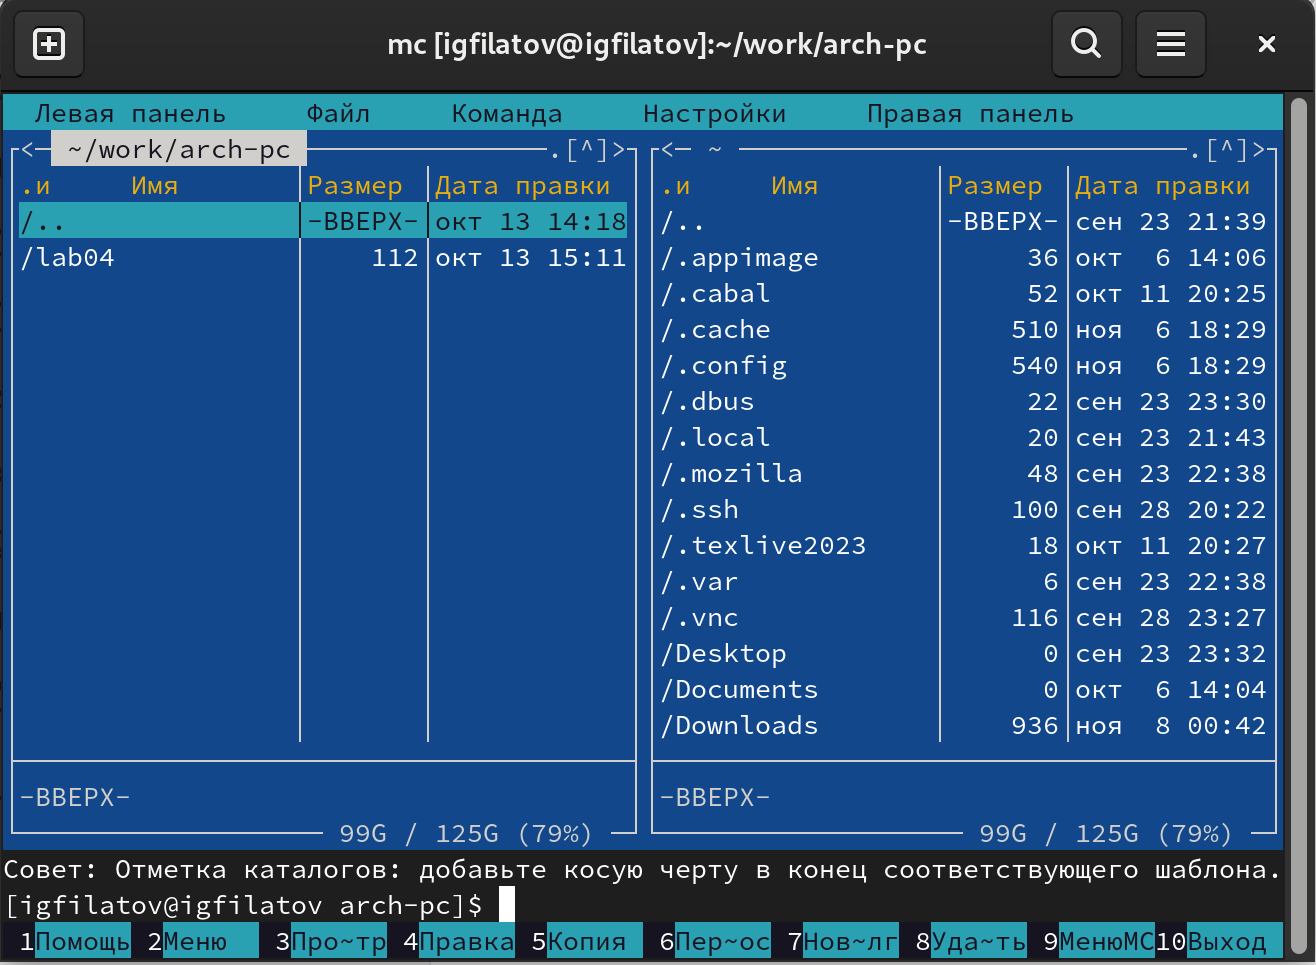 mc [igfilatov@igfilatov]:~/work/arch-pc
Левая панель Файл Команда Настройки Правая панель
<─ ~/work/arch-pc .[^]>
.и Имя Размер Дата правки
/.. -ВВЕРХ- окт 13 14:18
/lab04 112 окт 13 15:11
-ВВЕРХ-
99G / 125G (79%)
<─ ~ .[^]>
.и Имя Размер Дата правки
/.. -ВВЕРХ- сен 23 21:39
/.appimage 36 окт 6 14:06
/.cabal 52 окт 11 20:25
/.cache 510 ноя 6 18:29
/.config 540 ноя 6 18:29
/.dbus 22 сен 23 23:30
/.local 20 сен 23 21:43
/.mozilla 48 сен 23 22:38
/.ssh 100 сен 28 20:22
/.texlive2023 18 окт 11 20:27
/.var 6 сен 23 22:38
/.vnc 116 сен 28 23:27
/Desktop 0 сен 23 23:32
/Documents 0 окт 6 14:04
/Downloads 936 ноя 8 00:42
-ВВЕРХ-
99G / 125G (79%)
Совет: Отметка каталогов: добавьте косую черту в конец соответствующего шаблона.
[igfilatov@igfilatov arch-pc]$
1Помощь 2Меню 3Про~тр 4Правка 5Копия 6Пер~ос 7Нов~лг 8Уда~ть 9МенюМС 10Выход